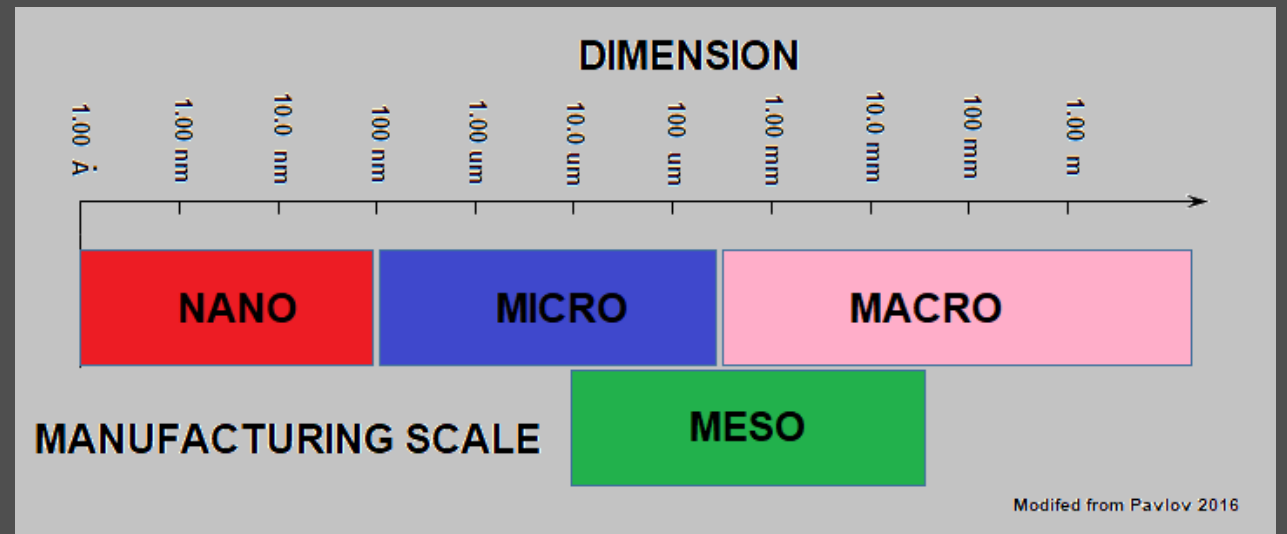 DIMENSION
1.00 Å
1.00 nm
10.0 nm
100 nm
1.00 um
10.0 um
100 um
1.00 mm
10.0 mm
100 mm
1.00 m
NANO
MICRO
MACRO
MESO
MANUFACTURING SCALE
Modifed from Pavlov 2016